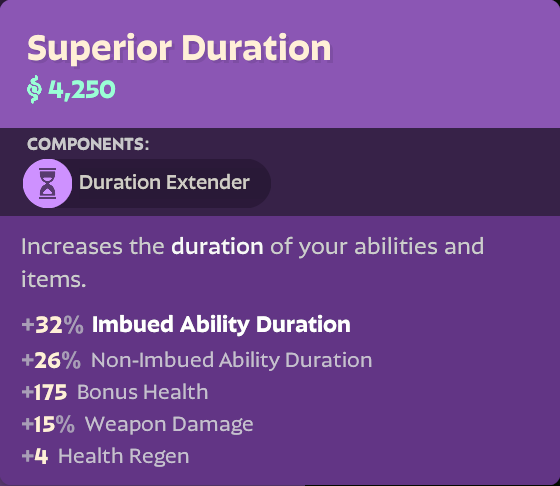 Superior Duration
4,250
COMPONENTS:
Duration Extender
Increases the duration of your abilities and
items.
+32% Imbued Ability Duration
+26% Non-Imbued Ability Duration
+175 Bonus Health
+15% Weapon Damage
+4 Health Regen